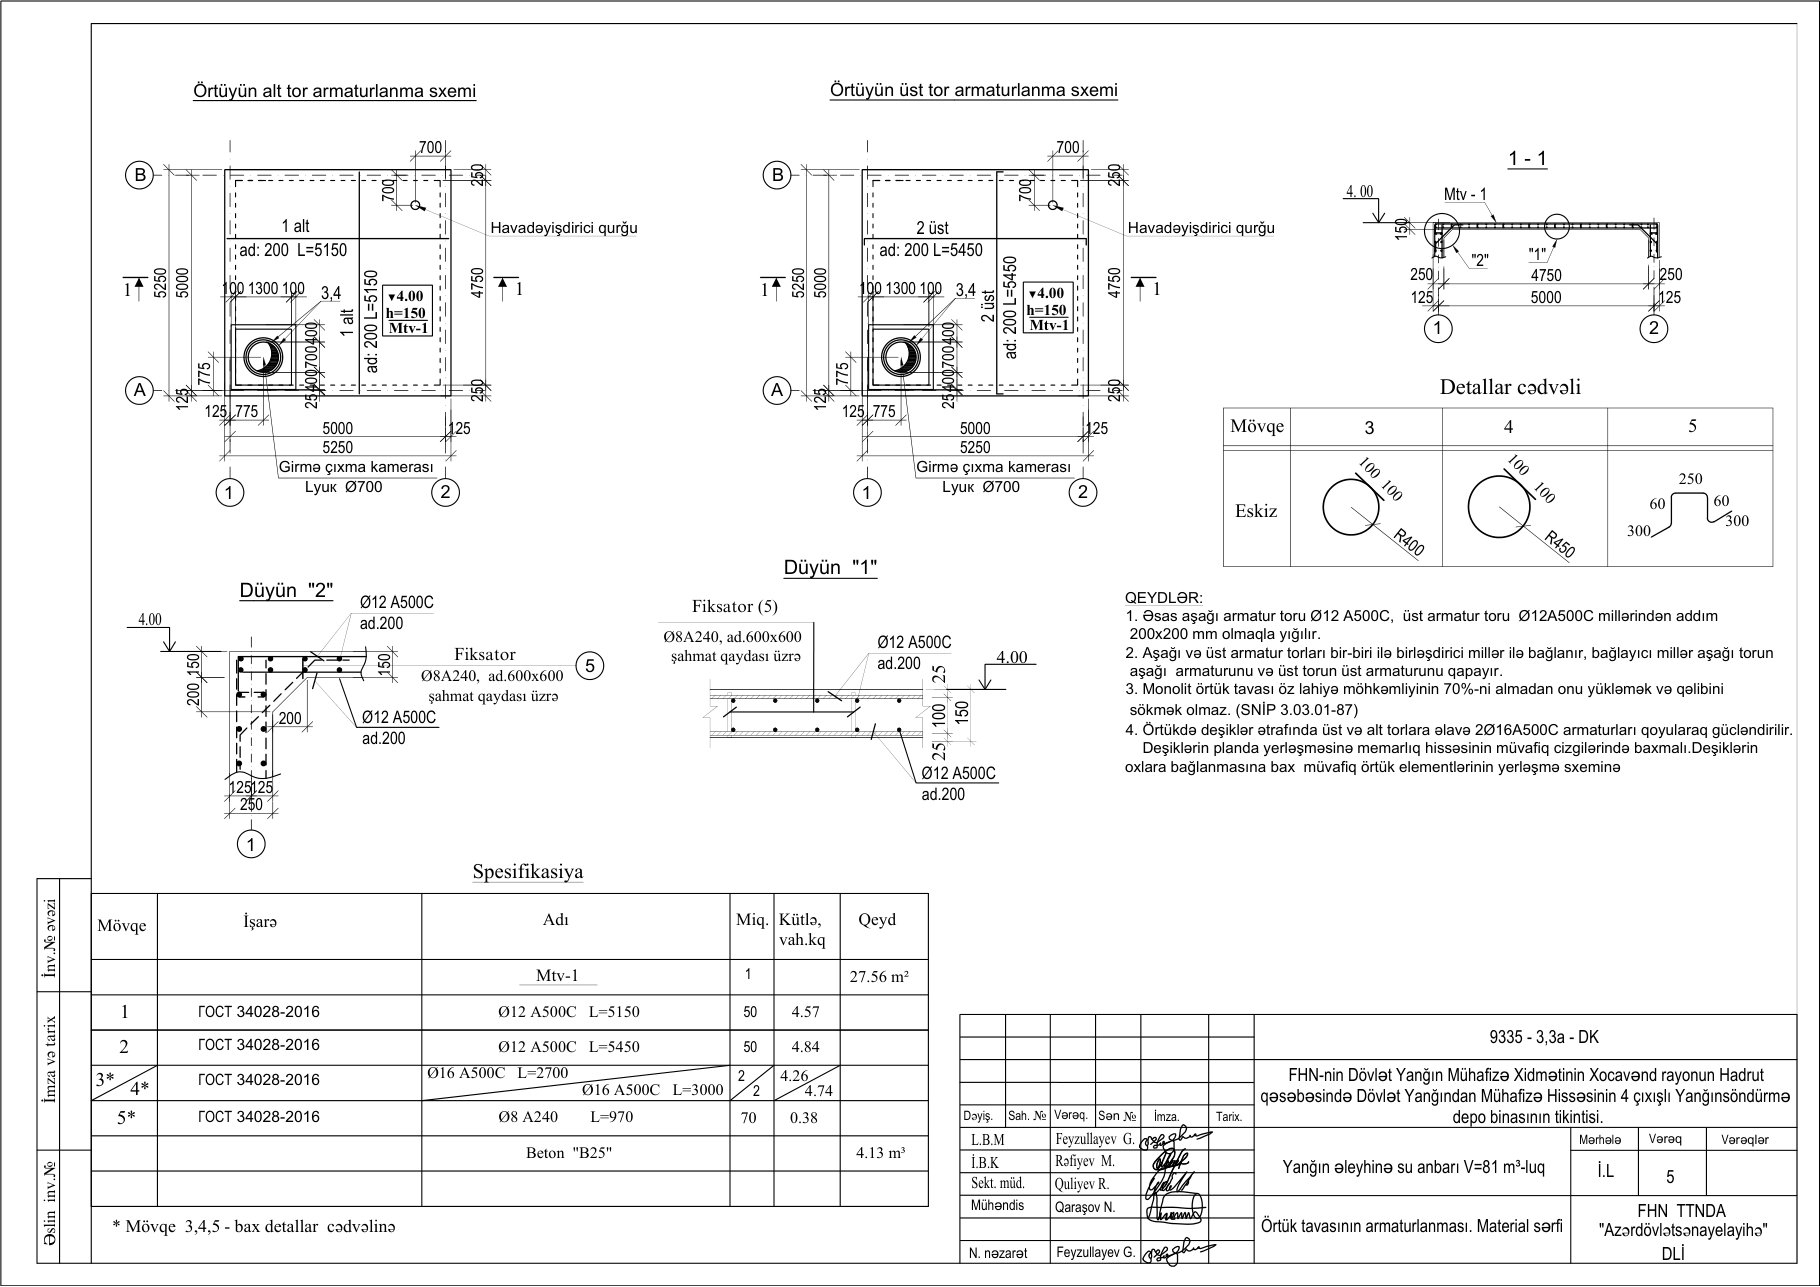 Örtüyün alt tor armaturlanma sxemi
700
B
250
700
Havadəyişdirici qurğu
1 alt
ad: 200 L=5150
1
5250
5000
100 1300 100
3,4
1 alt
ad: 200 L=5150
▾4.00
h=150
Mtv-1
4750
1
25400700400
775
A
125
250
125 775
5000
125
5250
Girmə çıxma kamerası
Lyuк Ø700
1
2
Örtüyün üst tor armaturlanma sxemi
700
B
250
700
Havadəyişdirici qurğu
2 üst
ad: 200 L=5450
1
5250
5000
100 1300 100
3,4
2 üst
ad: 200 L=5450
▾4.00
h=150
Mtv-1
4750
1
25400700400
775
A
125
250
125 775
5000
125
5250
Girmə çıxma kamerası
Lyuк Ø700
1
2
1 - 1
4. 00
Mtv - 1
150
"2"
"1"
250
4750
250
125
5000
125
1
2
Detallar cədvəli
Mövqe
3
4
5
Eskiz
100
100
R400
100
100
R450
250
60
60
300
300
Düyün "2"
4.00
Ø12 A500C
ad.200
150
200
150
Fiksator
5
Ø8A240, ad.600x600
şahmat qaydası üzrə
200
Ø12 A500C
ad.200
125125
250
1
Düyün "1"
Fiksator (5)
Ø8A240, ad.600x600
şahmat qaydası üzrə
Ø12 A500C
ad.200
4.00
25
100
25
150
Ø12 A500C
ad.200
QEYDLƏR:
1. Əsas aşağı armatur toru Ø12 A500C, üst armatur toru Ø12A500C millərindən addım
200x200 mm olmaqla yığılır.
2. Aşağı və üst armatur torları bir-biri ilə birləşdirici millər ilə bağlanır, bağlayıcı millər aşağı torun
aşağı armaturunu və üst torun üst armaturunu qapayır.
3. Monolit örtük tavası öz lahiyə möhkəmliyinin 70%-ni almadan onu yükləmək və qəlibini
sökmək olmaz. (SNİP 3.03.01-87)
4. Örtükdə deşiklər ətrafında üst və alt torlara əlavə 2Ø16A500C armaturları qoyularaq gücləndirilir.
Deşiklərin planda yerləşməsinə memarlıq hissəsinin müvafiq cizgilərində baxmalı.Deşiklərin
oxlara bağlanmasına bax müvafiq örtük elementlərinin yerləşmə sxeminə
Spesifikasiya
Mövqe
İşarə
Adı
Miq.
Kütlə,
vah.kq
Qeyd
Mtv-1 1 27.56 m²
1 ГОСТ 34028-2016 Ø12 A500C L=5150 50 4.57
2 ГОСТ 34028-2016 Ø12 A500C L=5450 50 4.84
3* ГОСТ 34028-2016 Ø16 A500C L=2700 2 4.26
4* Ø16 A500C L=3000 2 4.74
5* ГОСТ 34028-2016 Ø8 A240 L=970 70 0.38
Beton "B25" 4.13 m³
* Mövqe 3,4,5 - bax detallar cədvəlinə
İnv.№ əvəzi
İmza və tarix
Əslin inv.№
9335 - 3,3a - DK
FHN-nin Dövlət Yanğın Mühafizə Xidmətinin Xocavənd rayonun Hadrut
qəsəbəsində Dövlət Yanğından Mühafizə Hissəsinin 4 çıxışlı Yanğınsöndürmə
depo binasının tikintisi.
Dəyiş. Sah. № Vərəq. Sən № İmza. Tarix.
L.B.M Feyzullayev G.
İ.B.K Rəfiyev M.
Sekt. müd. Quliyev R.
Mühəndis Qaraşov N.
N. nəzarət Feyzullayev G.
Yanğın əleyhinə su anbarı V=81 m³-luq
Mərhələ Vərəq Vərəqlər
İ.L 5
Örtük tavasının armaturlanması. Material sərfi
FHN TTNDA
"Azərdövlətsənayelayihə"
DLİ